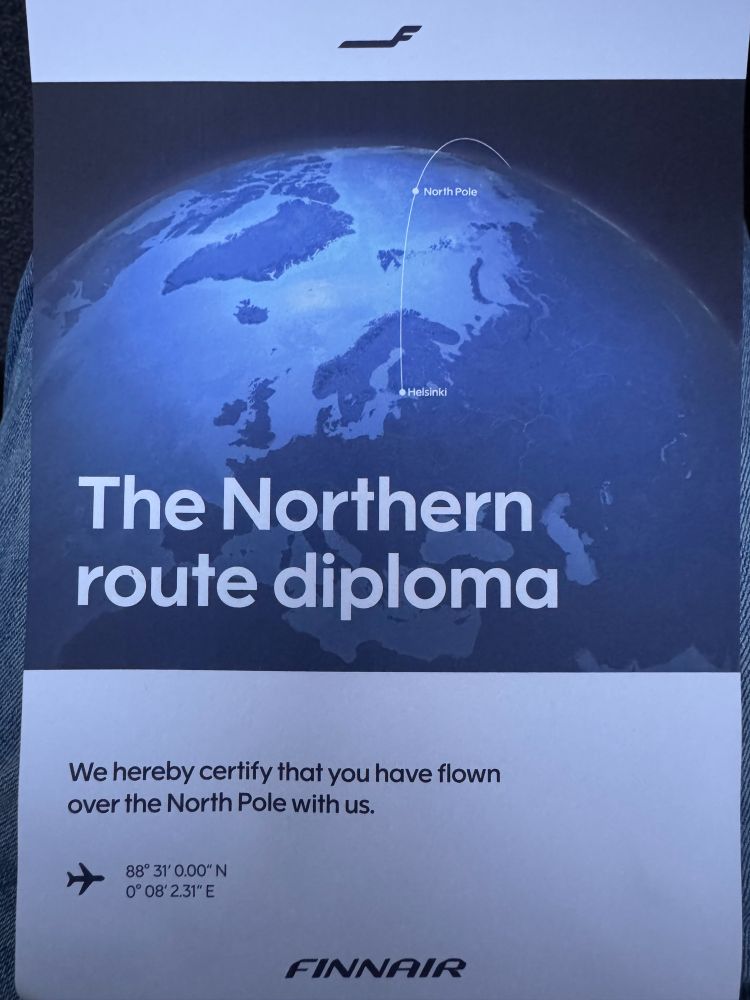 North Pole
Helsinki
The Northern
route diploma
We hereby certify that you have flown
over the North Pole with us.
88° 31' 0.00" N
0° 08' 2.31" E
FINNAIR